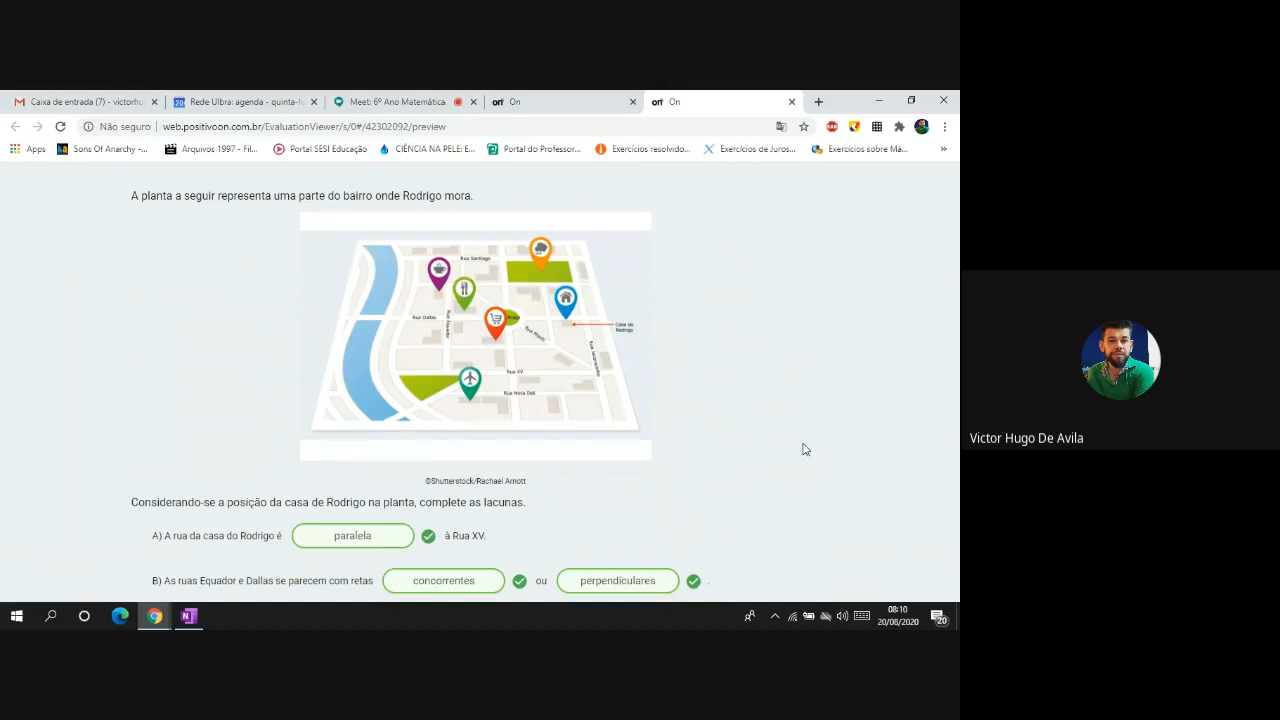 Caixa de entrada (7) - victorhu
Rede Ulbra: agenda - quinta-fe
Meet: 6º Ano Matemática
On
On
Não seguro
web.positivoon.com.br/EvaluationViewer/s/0#/42302092/preview
Apps
Sons Of Anarchy -...
Arquivos 1997 - Fil...
Portal SESI Educação
CIÊNCIA NA PELE: E...
Portal do Professor...
Exercícios resolvido...
Exercícios de Juros...
Exercícios sobre Má...
»
A planta a seguir representa uma parte do bairro onde Rodrigo mora.
Rua Santiago
Rua Dallas
Rua Equador
Praça
Rua Miami
Casa do
Rodrigo
Rua XV
Rua Nova Deli
©Shutterstock/Rachael Arnott
Considerando-se a posição da casa de Rodrigo na planta, complete as lacunas.
A) A rua da casa do Rodrigo é paralela à Rua XV.
B) As ruas Equador e Dallas se parecem com retas concorrentes ou perpendiculares .
08:10
20/08/2020
20
Victor Hugo De Avila